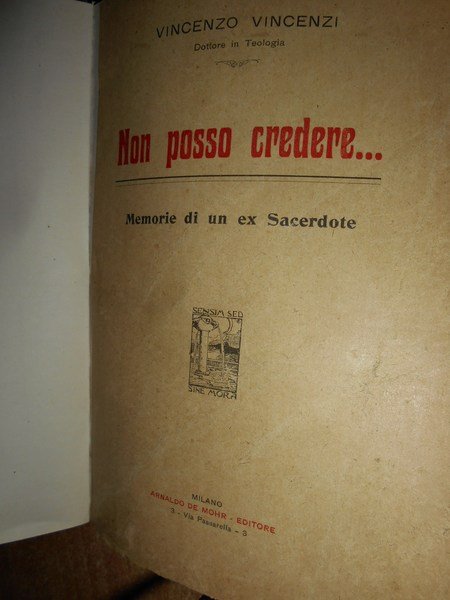 VINCENZO VINCENZI
Dottore in Teologia
Non posso credere...
Memorie di un ex Sacerdote
SENSIM SED
SINE MORA
MILANO
ARNALDO DE MOHR - EDITORE
3 - Via Passarella - 3